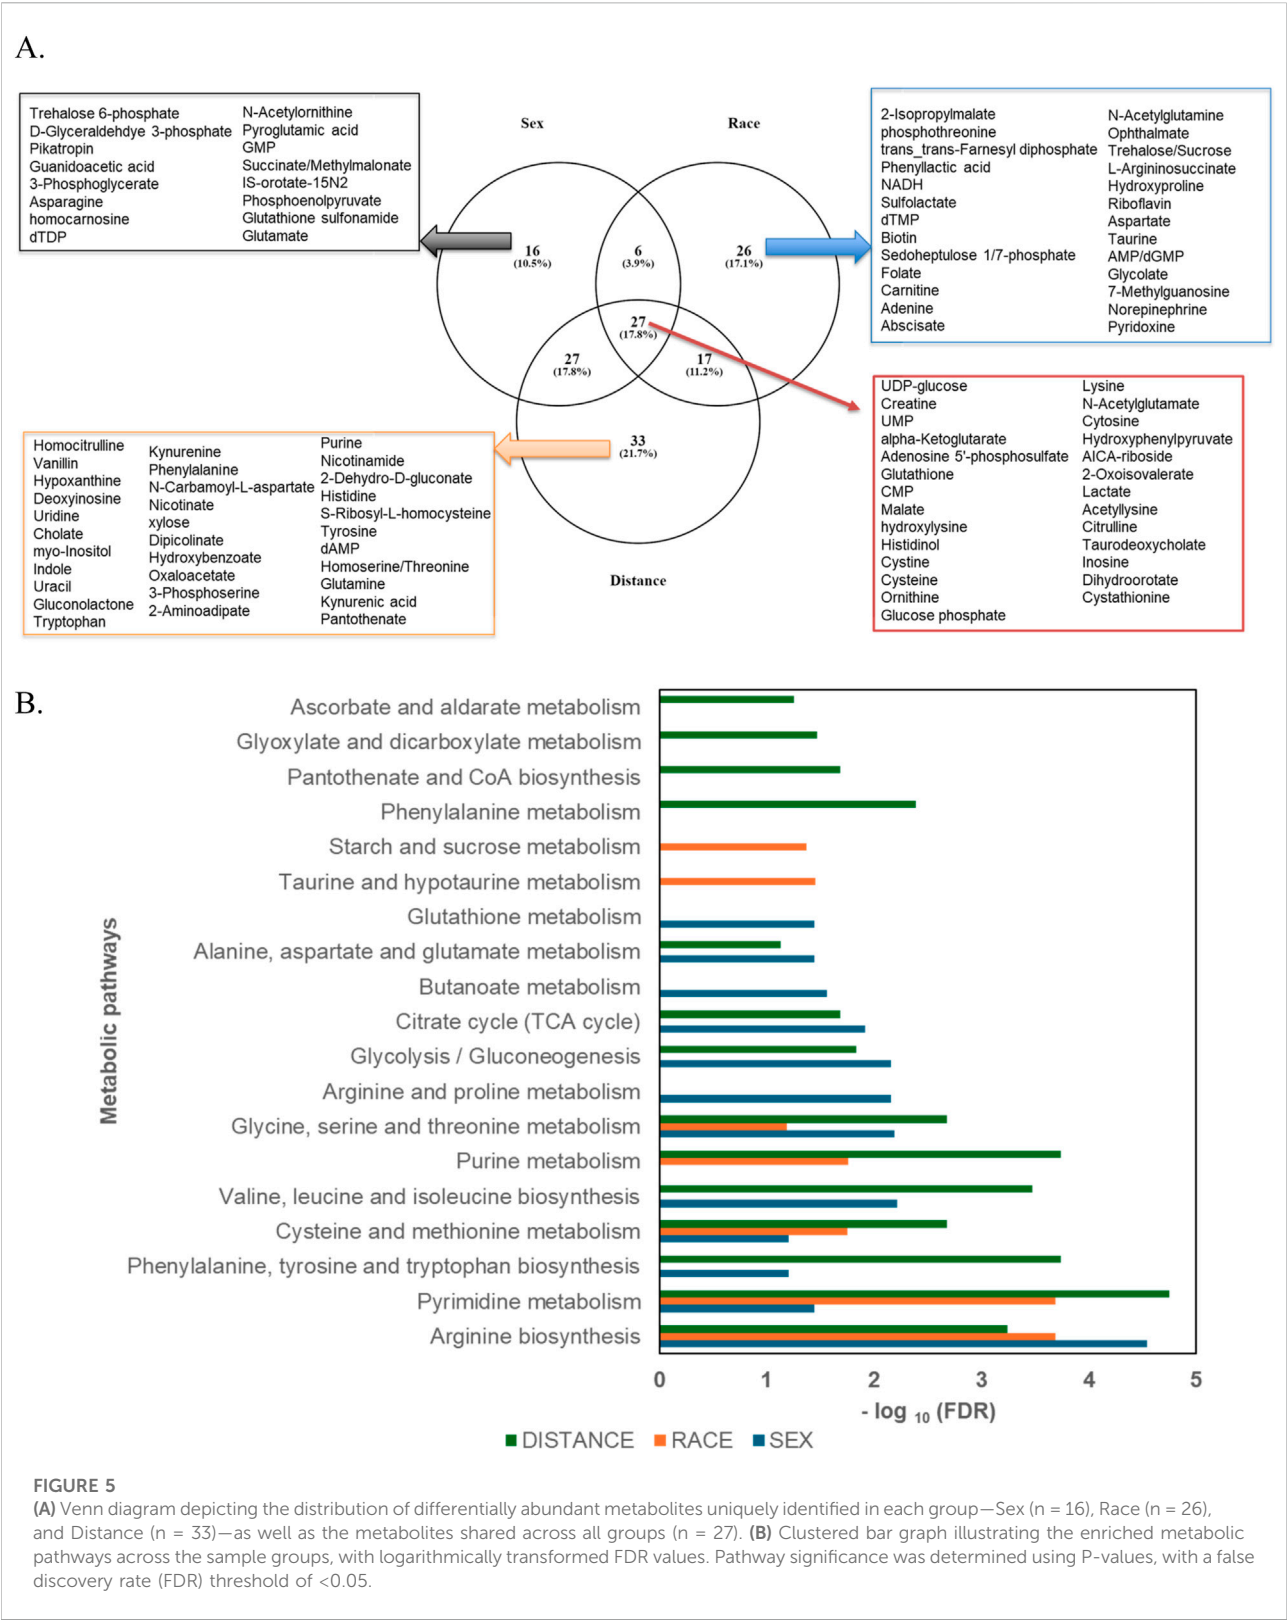 A.
Sex
Race
Trehalose 6-phosphate
D-Glyceraldehdye 3-phosphate
Pikatropin
Guanidoacetic acid
3-Phosphoglycerate
Asparagine
homocarnosine
dTDP
N-Acetylornithine
Pyroglutamic acid
GMP
Succinate/Methylmalonate
IS-orotate-15N2
Phosphoenolpyruvate
Glutathione sulfonamide
Glutamate
16
(10.5%)
6
(3.9%)
26
(17.1%)
27
(17.8%)
27
(17.8%)
17
(11.2%)
33
(21.7%)
Distance
2-Isopropylmalate
phosphothreonine
trans_trans-Farnesyl diphosphate
Phenyllactic acid
NADH
Sulfolactate
dTMP
Biotin
Sedoheptulose 1/7-phosphate
Folate
Carnitine
Adenine
Abscisate
N-Acetylglutamine
Ophthalmate
Trehalose/Sucrose
L-Argininosuccinate
Hydroxyproline
Riboflavin
Aspartate
Taurine
AMP/dGMP
Glycolate
7-Methylguanosine
Norepinephrine
Pyridoxine
Homocitrulline
Vanillin
Hypoxanthine
Deoxyinosine
Uridine
Cholate
myo-Inositol
Indole
Uracil
Gluconolactone
Tryptophan
Kynurenine
Phenylalanine
N-Carbamoyl-L-aspartate
Nicotinate
xylose
Dipicolinate
Hydroxybenzoate
Oxaloacetate
3-Phosphoserine
2-Aminoadipate
Purine
Nicotinamide
2-Dehydro-D-gluconate
Histidine
S-Ribosyl-L-homocysteine
Tyrosine
dAMP
Homoserine/Threonine
Glutamine
Kynurenic acid
Pantothenate
UDP-glucose
Creatine
UMP
alpha-Ketoglutarate
Adenosine 5'-phosphosulfate
Glutathione
CMP
Malate
hydroxylysine
Histidinol
Cystine
Cysteine
Ornithine
Glucose phosphate
Lysine
N-Acetylglutamate
Cytosine
Hydroxyphenylpyruvate
AICA-riboside
2-Oxoisovalerate
Lactate
Acetyllysine
Citrulline
Taurodeoxycholate
Inosine
Dihydroorotate
Cystathionine
B.
Metabolic pathways
Ascorbate and aldarate metabolism
Glyoxylate and dicarboxylate metabolism
Pantothenate and CoA biosynthesis
Phenylalanine metabolism
Starch and sucrose metabolism
Taurine and hypotaurine metabolism
Glutathione metabolism
Alanine, aspartate and glutamate metabolism
Butanoate metabolism
Citrate cycle (TCA cycle)
Glycolysis / Gluconeogenesis
Arginine and proline metabolism
Glycine, serine and threonine metabolism
Purine metabolism
Valine, leucine and isoleucine biosynthesis
Cysteine and methionine metabolism
Phenylalanine, tyrosine and tryptophan biosynthesis
Pyrimidine metabolism
Arginine biosynthesis
0 1 2 3 4 5
- log 10 (FDR)
DISTANCE RACE SEX
FIGURE 5
(A) Venn diagram depicting the distribution of differentially abundant metabolites uniquely identified in each group—Sex (n = 16), Race (n = 26),
and Distance (n = 33)—as well as the metabolites shared across all groups (n = 27). (B) Clustered bar graph illustrating the enriched metabolic
pathways across the sample groups, with logarithmically transformed FDR values. Pathway significance was determined using P-values, with a false
discovery rate (FDR) threshold of <0.05.